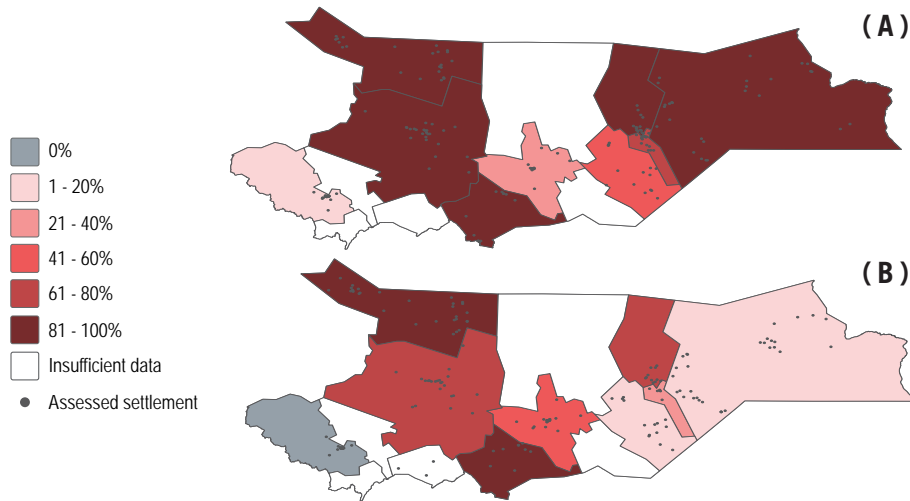 ( A )
0%
1 - 20%
21 - 40%
41 - 60%
61 - 80%
81 - 100%
Insufficient data
Assessed settlement
( B )